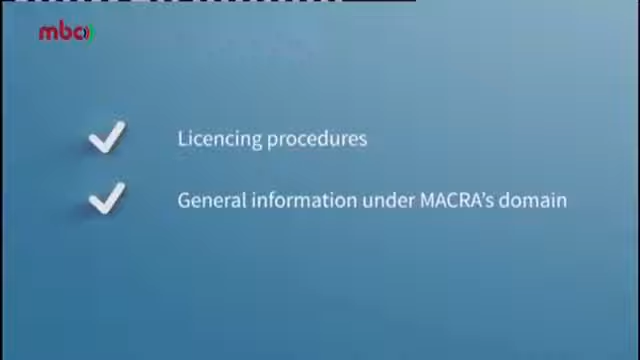 mbc
Licencing procedures
General information under MACRA's domain